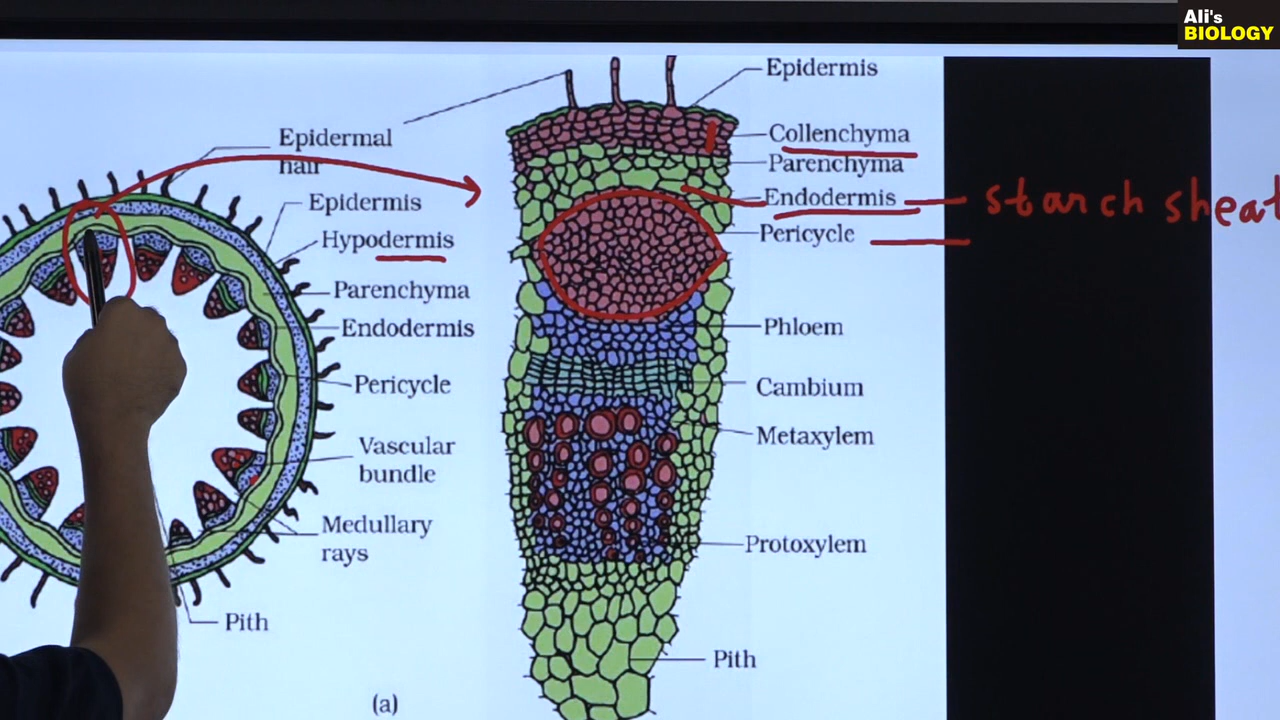 Ali's
BIOLOGY
Epidermal
hair
Epidermis
Hypodermis
Parenchyma
Endodermis
Pericycle
Vascular
bundle
Medullary
rays
Pith
(a)
Epidermis
Collenchyma
Parenchyma
Endodermis
starch sheat
Pericycle
Phloem
Cambium
Metaxylem
Protoxylem
Pith